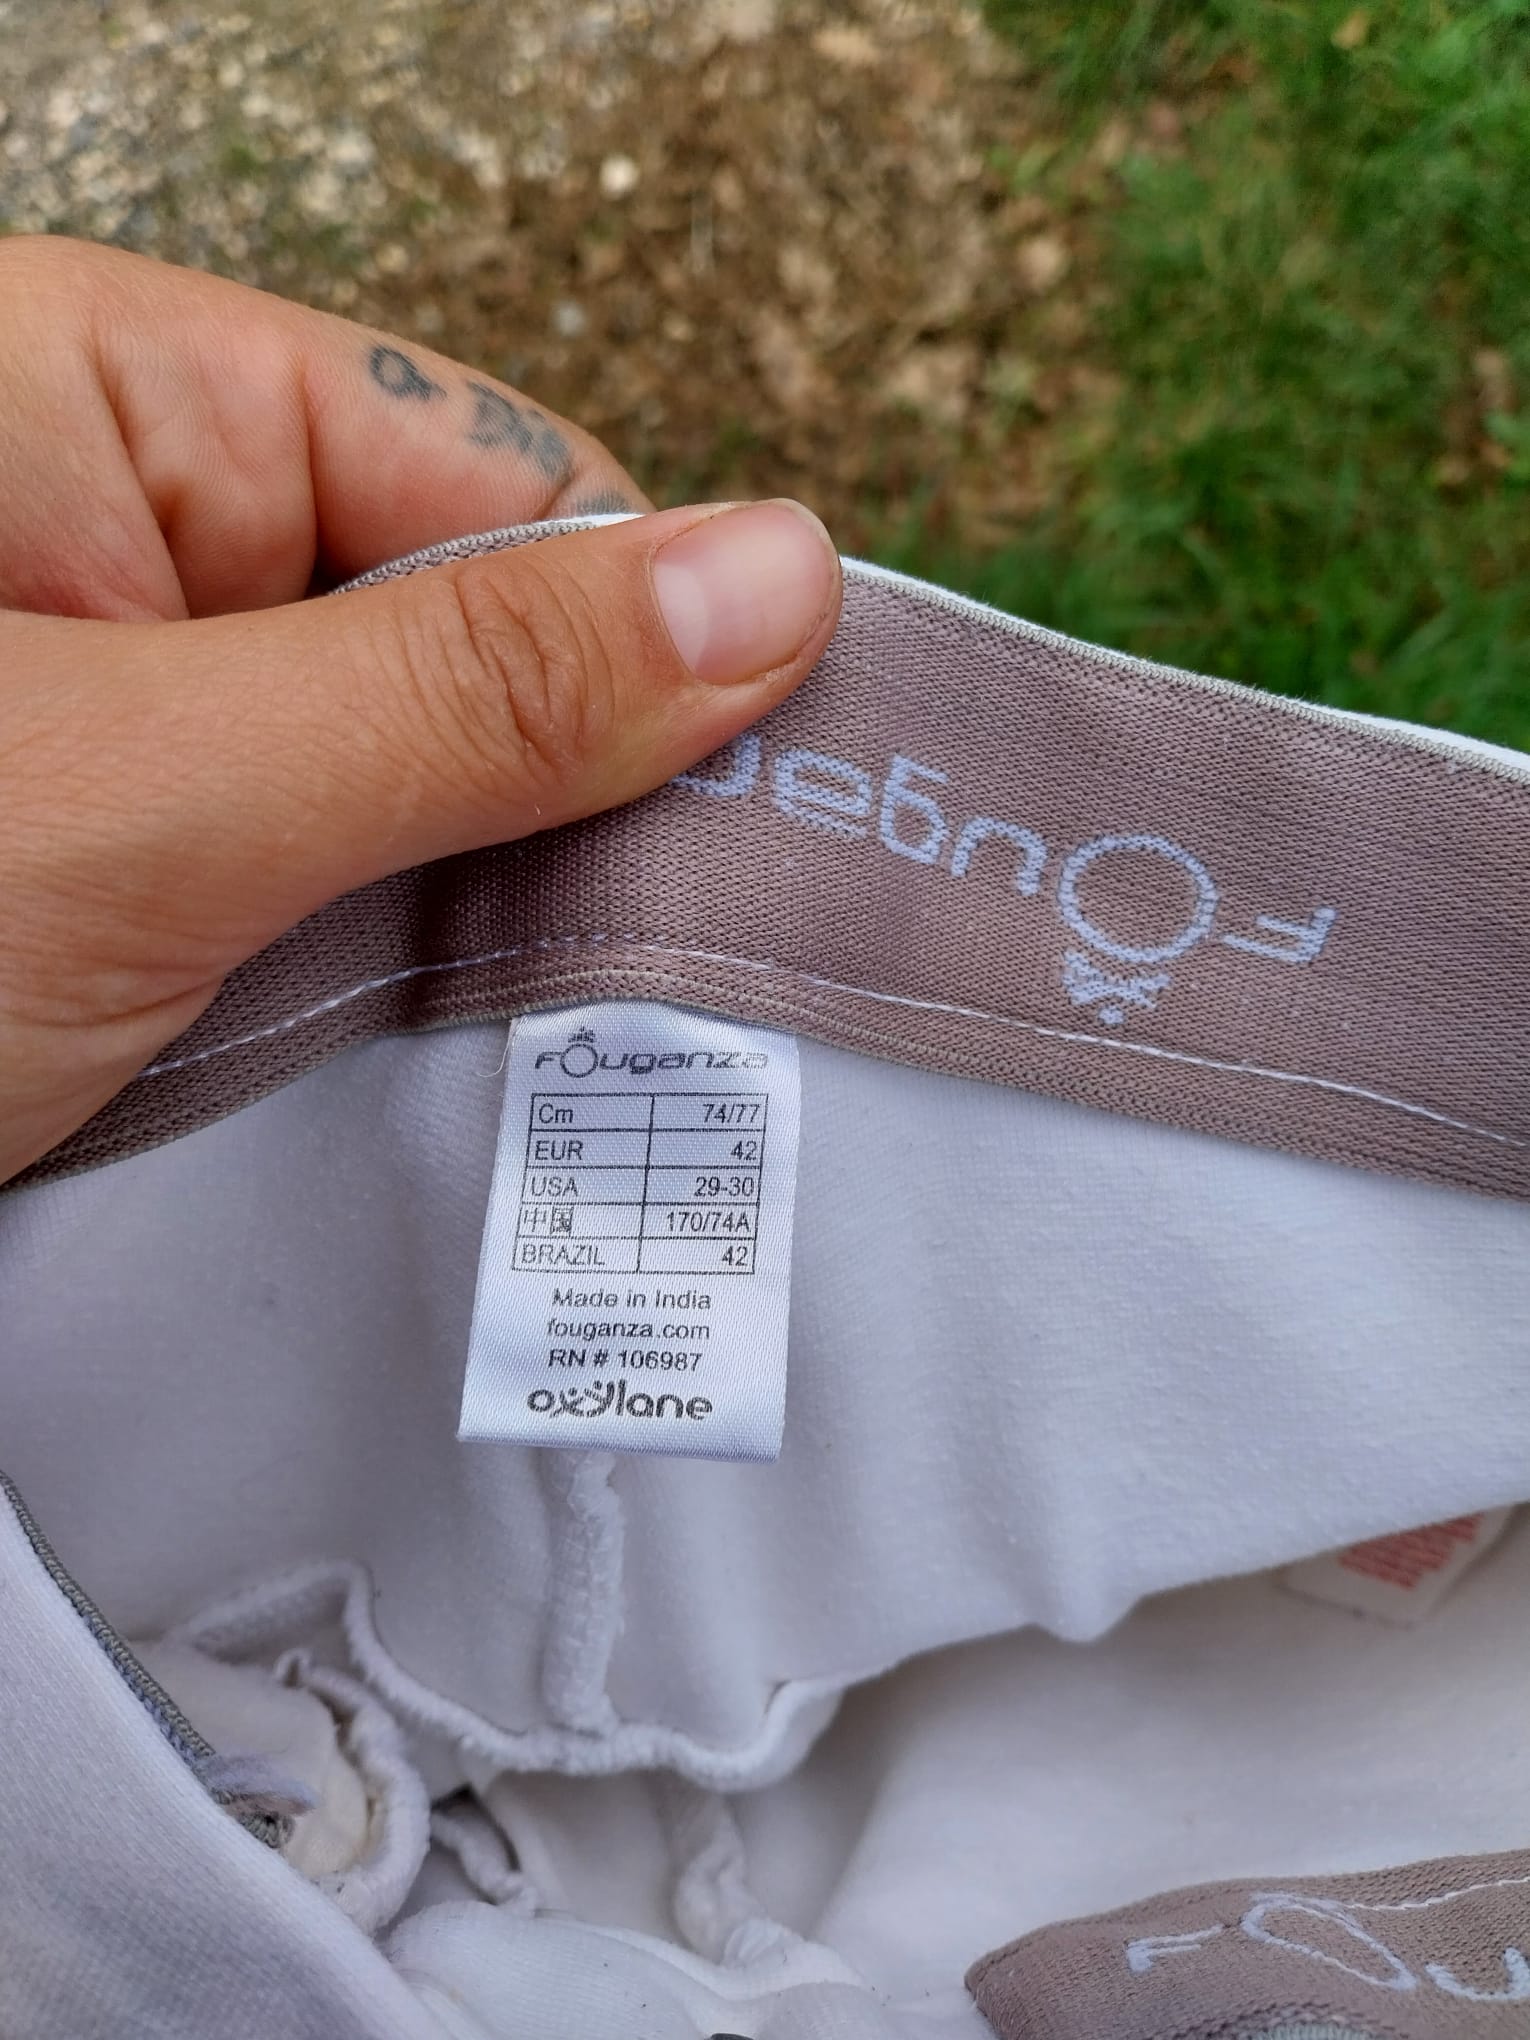 Fouga
Fouganza
Cm 74/77
EUR 42
USA 29-30
中国 170/74A
BRAZIL 42
Made in India
fouganza.com
RN # 106987
oxylane